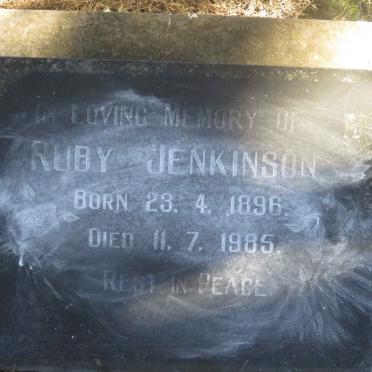 IN LOVING MEMORY OF
RUBY JENKINSON
BORN 23. 4. 1896.
DIED 11. 7. 1985.
REST IN PEACE